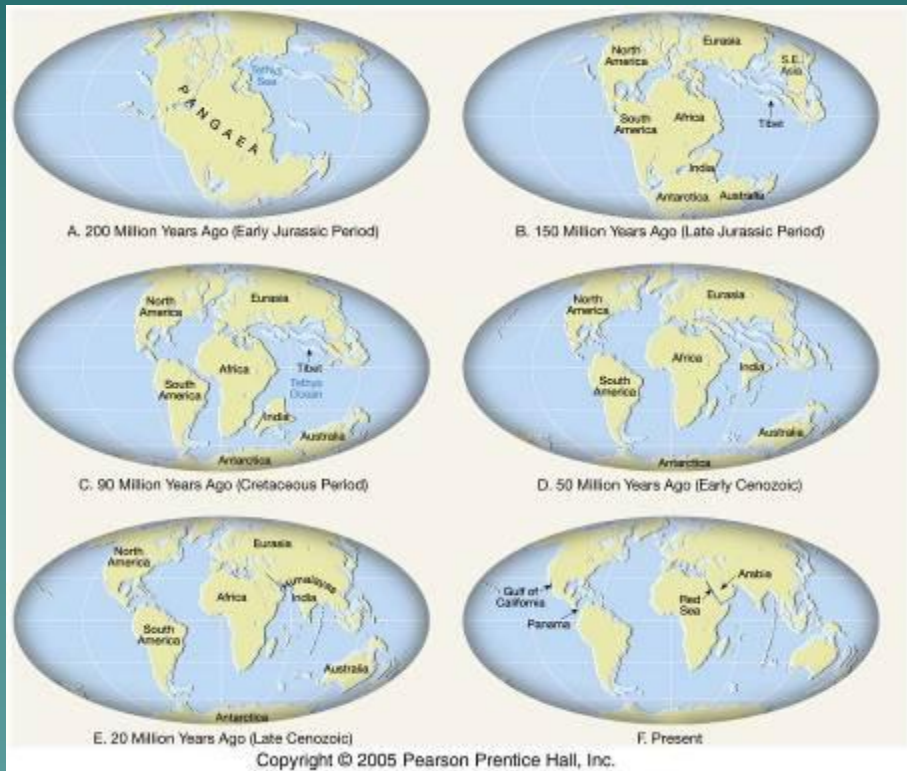 Tethys
Sea
PANGAEA
A. 200 Million Years Ago (Early Jurassic Period)
North
America
Eurasia
S.E.
Asia
South
America
Africa
Tibet
India
Antarctica
Australia
B. 150 Million Years Ago (Late Jurassic Period)
North
America
Eurasia
Africa
Tibet
Tethys
Ocean
South
America
India
Australia
Antarctica
C. 90 Million Years Ago (Cretaceous Period)
North
America
Eurasia
Africa
India
South
America
Australia
Antarctica
D. 50 Million Years Ago (Early Cenozoic)
North
America
Eurasia
Himalayas
Africa
India
South
America
Australia
Antarctica
E. 20 Million Years Ago (Late Cenozoic)
Arabia
Gulf of
California
Red
Sea
Panama
F. Present
Copyright © 2005 Pearson Prentice Hall, Inc.